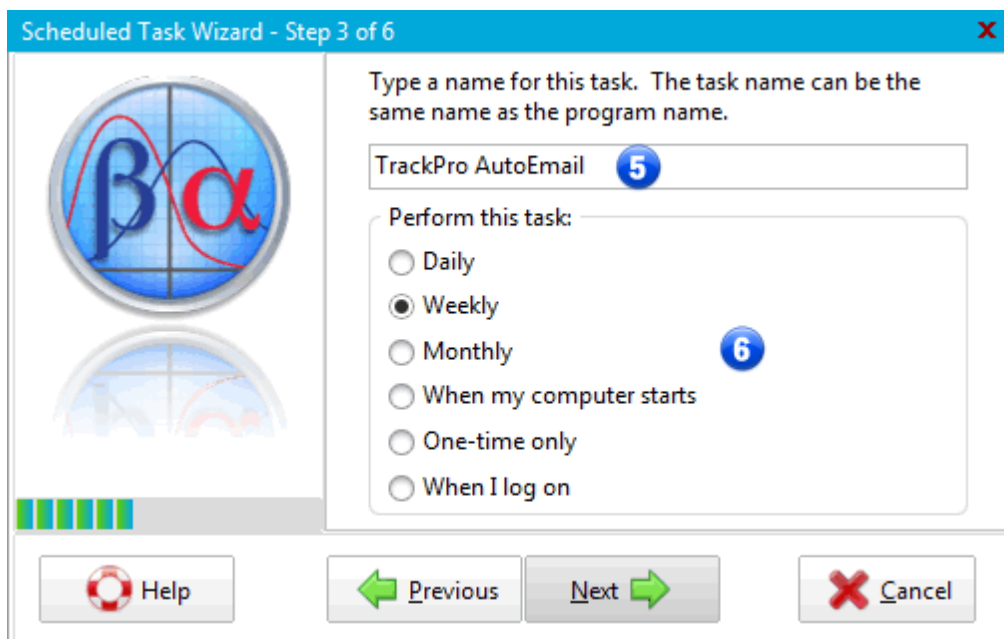 Scheduled Task Wizard - Step 3 of 6
x
β α
Type a name for this task. The task name can be the
same name as the program name.
TrackPro AutoEmail 5
Perform this task:
Daily
Weekly
Monthly
6
When my computer starts
One-time only
When I log on
Help
Previous
Next
Cancel